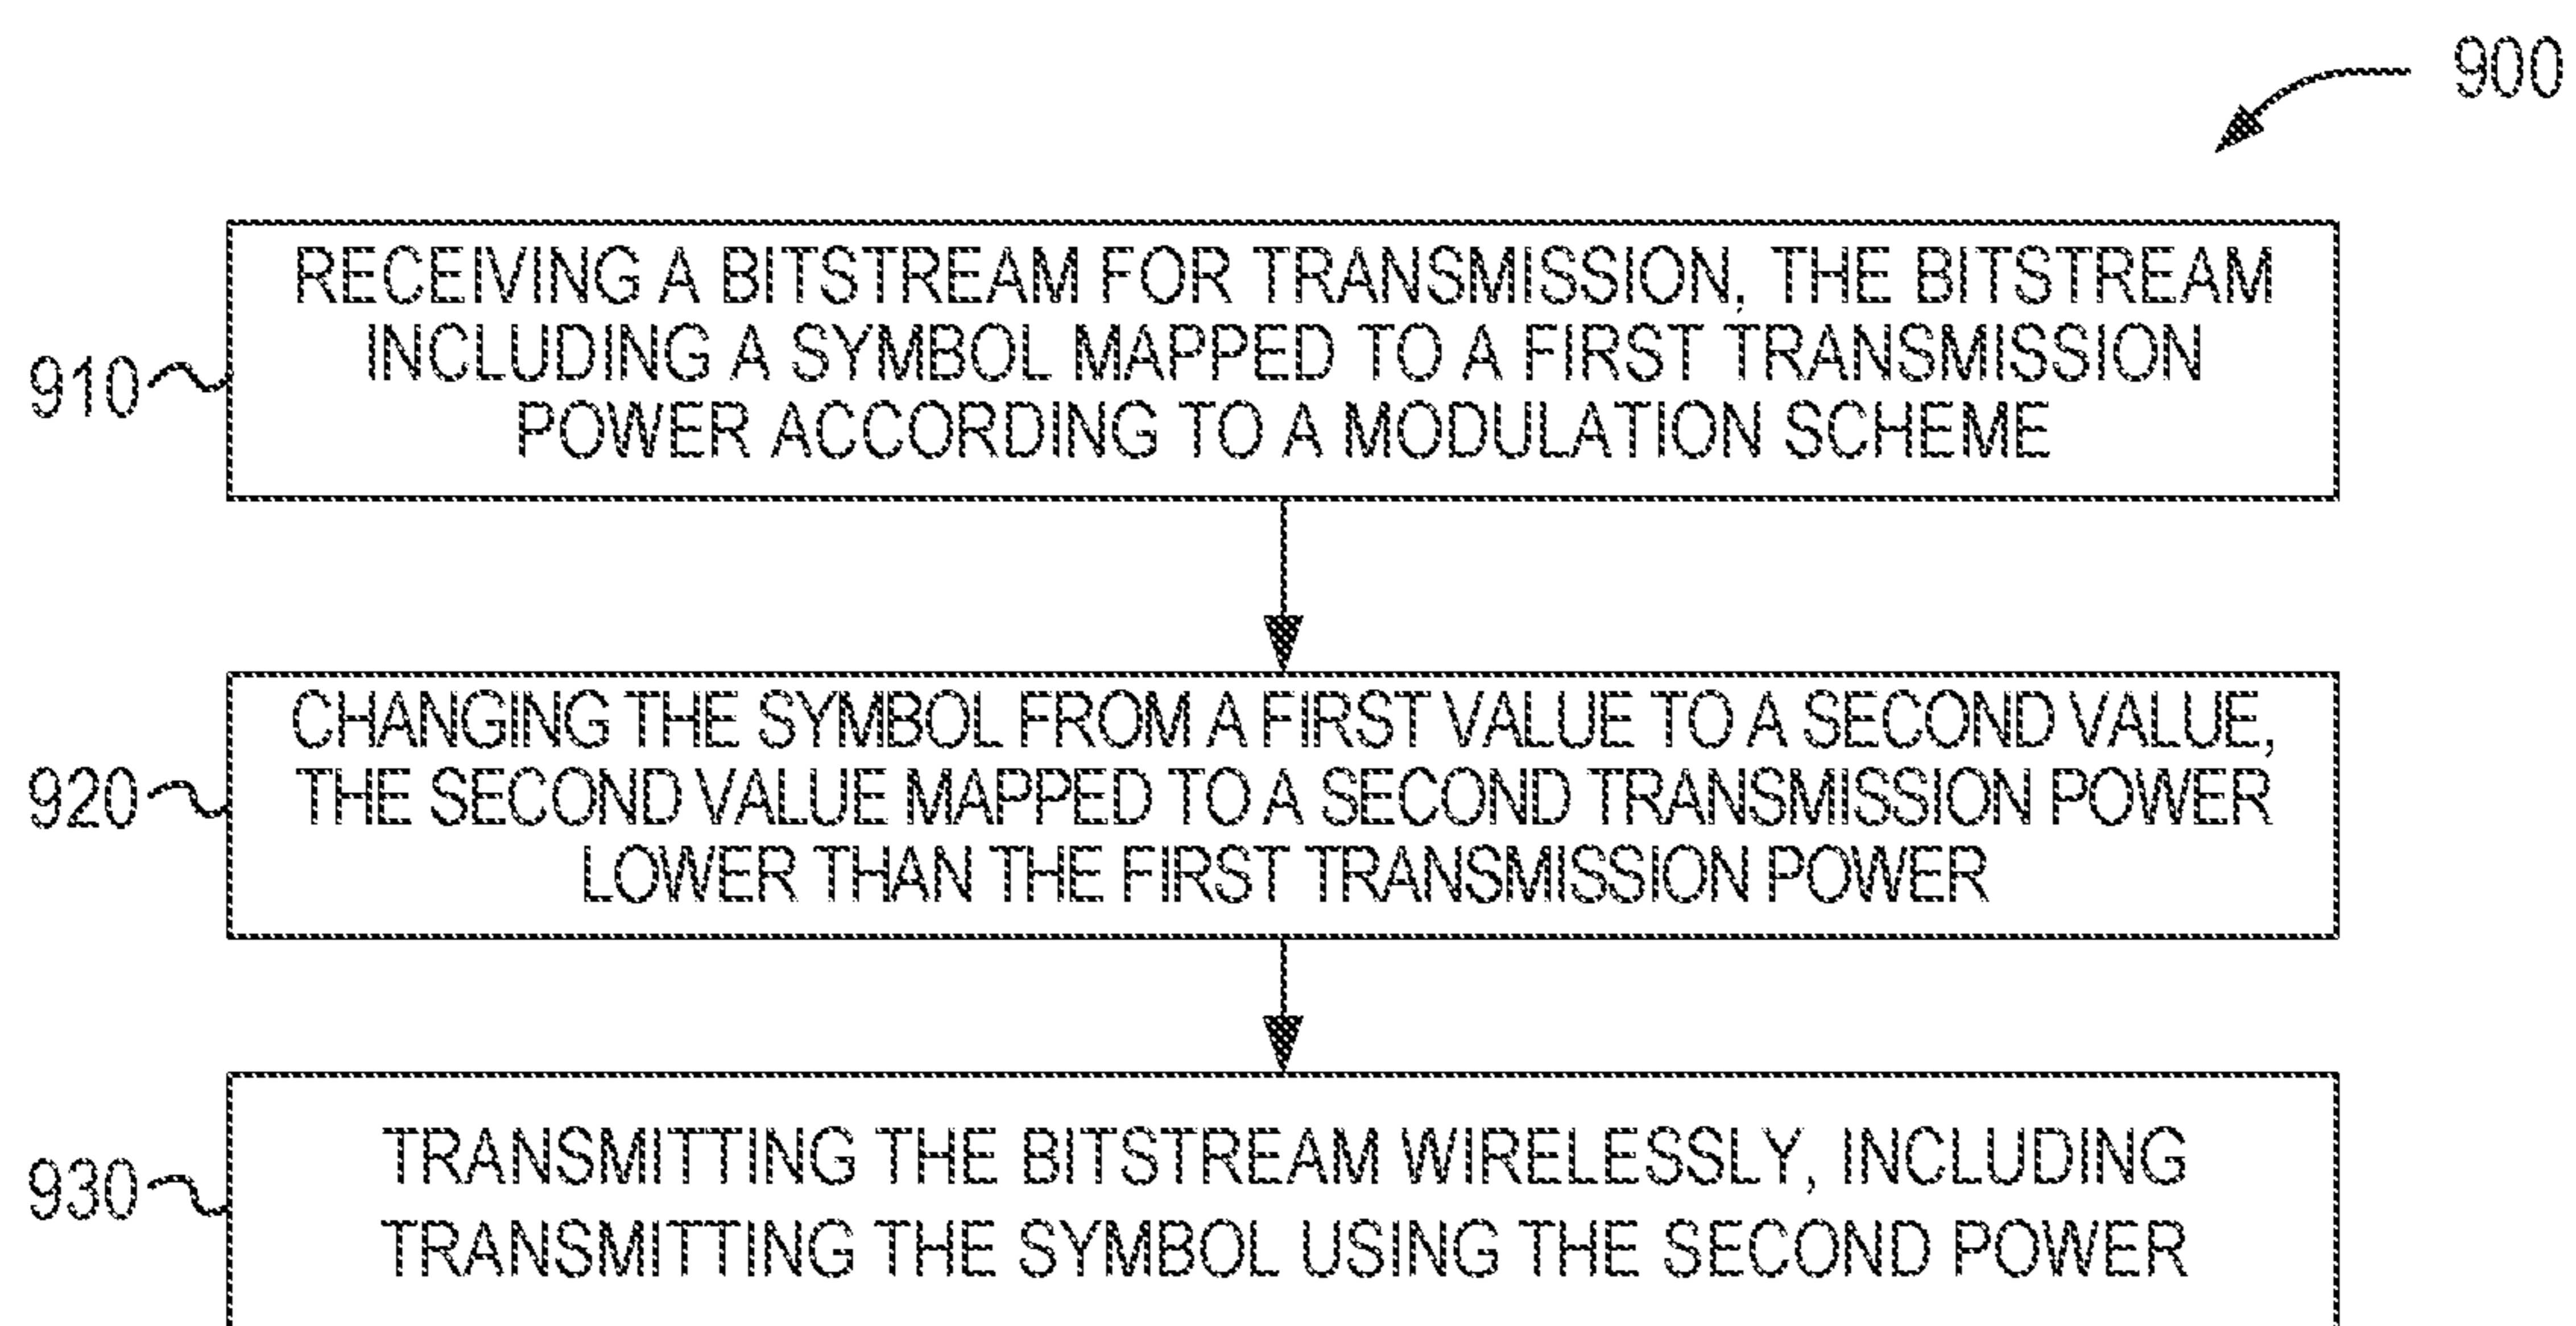 900
RECEIVING A BITSTREAM FOR TRANSMISSION, THE BITSTREAM
INCLUDING A SYMBOL MAPPED TO A FIRST TRANSMISSION
910
POWER ACCORDING TO A MODULATION SCHEME
CHANGING THE SYMBOL FROM A FIRST VALUE TO A SECOND VALUE,
920
THE SECOND VALUE MAPPED TO A SECOND TRANSMISSION POWER
LOWER THAN THE FIRST TRANSMISSION POWER
TRANSMITTING THE BITSTREAM WIRELESSLY, INCLUDING
930
TRANSMITTING THE SYMBOL USING THE SECOND POWER